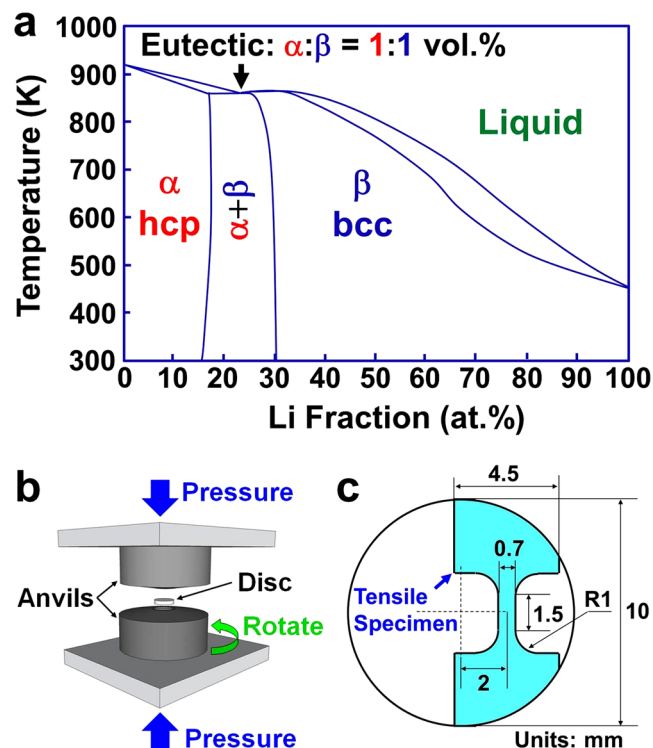 a
Eutectic: α:β = 1:1 vol.%
Temperature (K)
1000
900
800
700
600
500
400
300
Liquid
α
hcp
α+β
β
bcc
0 10 20 30 40 50 60 70 80 90 100
Li Fraction (at.%)
b
Pressure
Anvils
Disc
Rotate
Pressure
c
4.5
0.7
Tensile
Specimen
1.5
R1
10
2
Units: mm